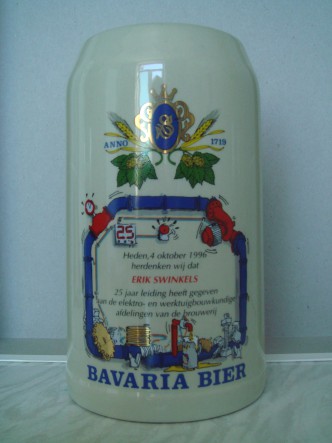 ANNO 1719
25
Heden, 4 oktober 1996
herdenken wij dat
ERIK SWINKELS
25 jaar leiding heeft gegeven
aan de elektro- en werktuigbouwkundige
afdelingen van de brouwerij
BAVARIA BIER